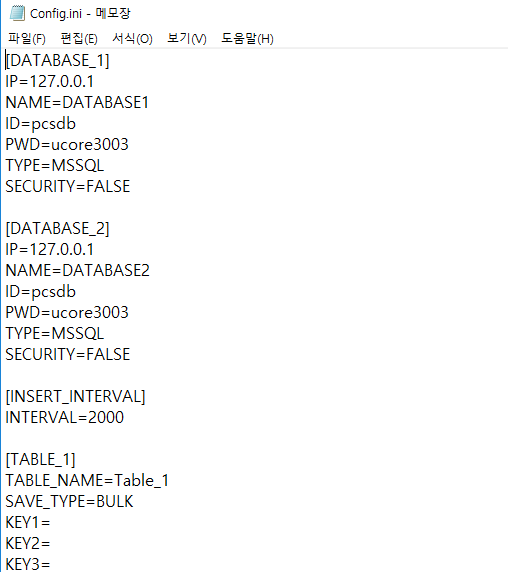 Config.ini - 메모장
파일(F) 편집(E) 서식(O) 보기(V) 도움말(H)
[DATABASE_1]
IP=127.0.0.1
NAME=DATABASE1
ID=pcsdb
PWD=ucore3003
TYPE=MSSQL
SECURITY=FALSE
[DATABASE_2]
IP=127.0.0.1
NAME=DATABASE2
ID=pcsdb
PWD=ucore3003
TYPE=MSSQL
SECURITY=FALSE
[INSERT_INTERVAL]
INTERVAL=2000
[TABLE_1]
TABLE_NAME=Table_1
SAVE_TYPE=BULK
KEY1=
KEY2=
KEY3=